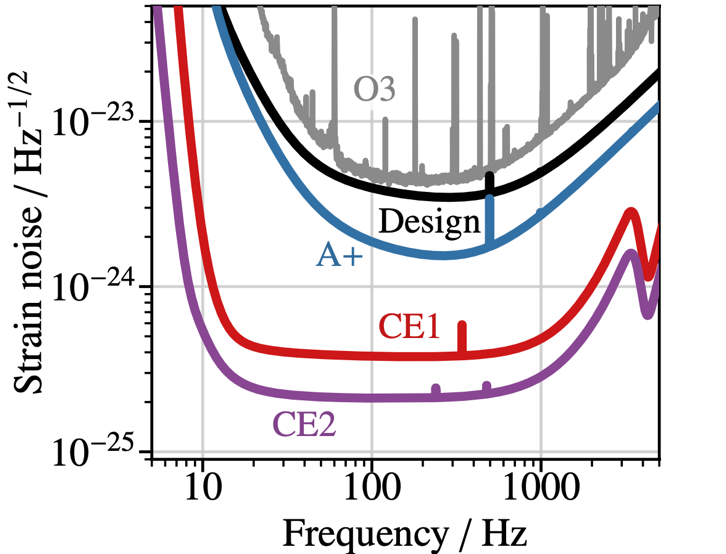 Strain noise / Hz⁻¹/²
10⁻²³
10⁻²⁴
10⁻²⁵
O3
Design
A+
CE1
CE2
10
100
1000
Frequency / Hz